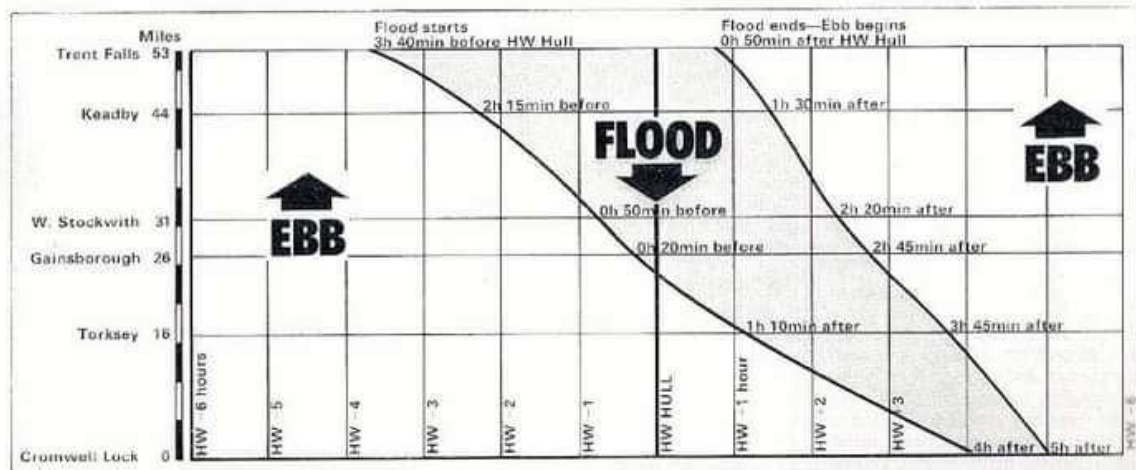 Flood starts
3h 40min before HW Hull
Flood ends—Ebb begins
0h 50min after HW Hull
Miles
Trent Falls 53
Keadby 44
2h 15min before
1h 30min after
FLOOD
EBB
EBB
W. Stockwith 31
0h 50min before
2h 20min after
Gainsborough 26
0h 20min before
2h 45min after
Torksey 16
1h 10min after
3h 45min after
HW - 6 hours
HW - 5
HW - 4
HW - 3
HW - 2
HW - 1
HW HULL
HW +1 hour
HW +2
HW +3
Cromwell Lock 0
4h after
5h after